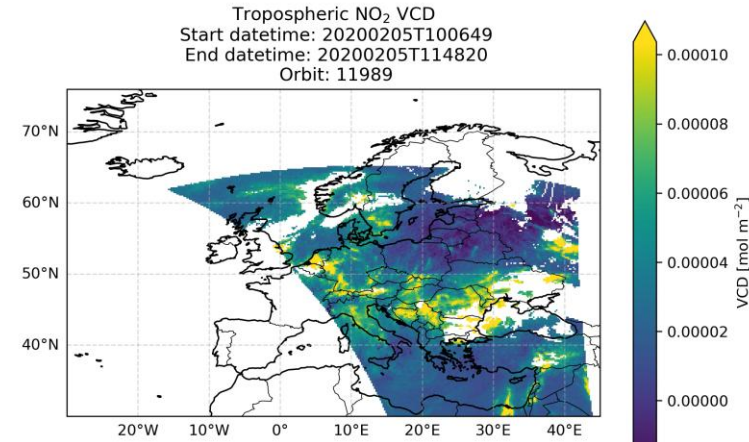 Tropospheric NO₂ VCD
Start datetime: 20200205T100649
End datetime: 20200205T114820
Orbit: 11989
70°N
60°N
50°N
40°N
20°W
10°W
0°
10°E
20°E
30°E
40°E
0.00010
0.00008
0.00006
0.00004
0.00002
0.00000
VCD [mol m⁻²]